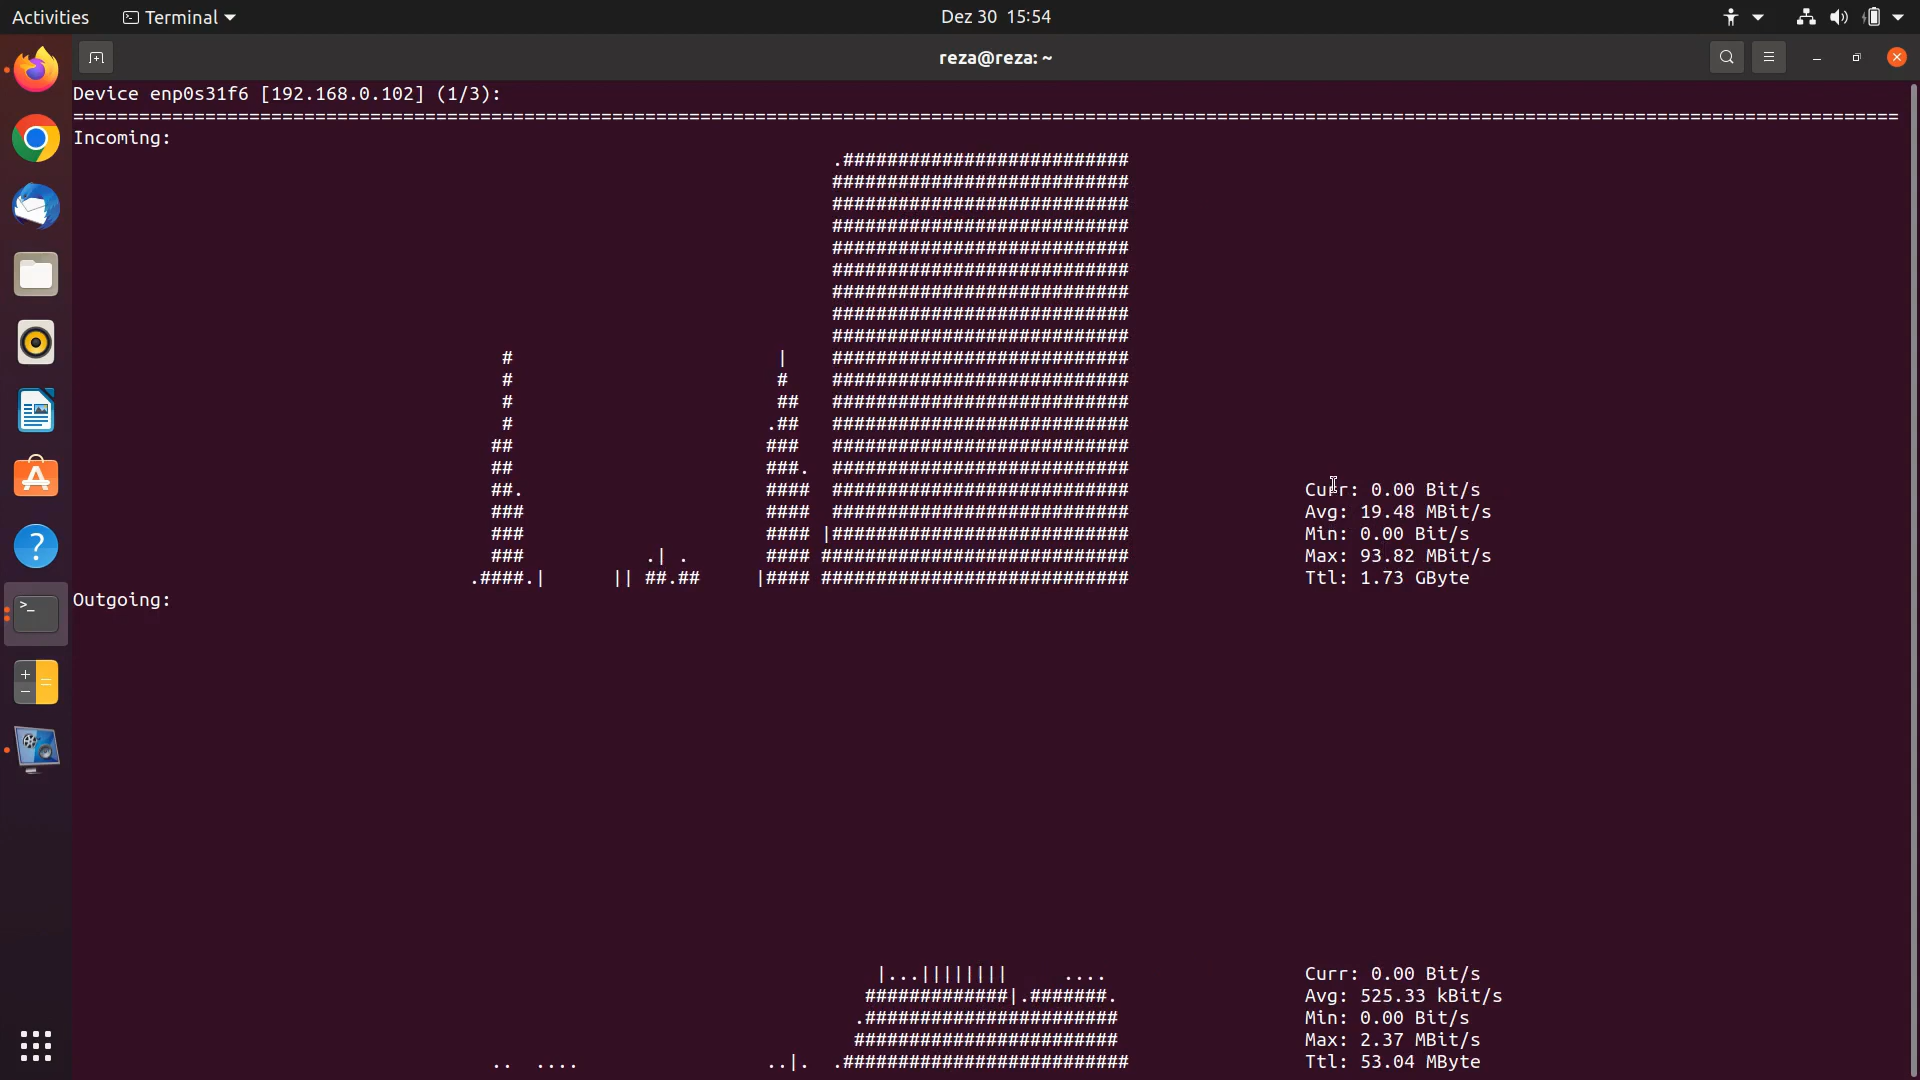 Activities Terminal Dez 30 15:54
reza@reza: ~
Device enp0s31f6 [192.168.0.102] (1/3):
======================================================================================================================================================================
Incoming:
.##########################
###########################
###########################
###########################
###########################
###########################
###########################
###########################
###########################
# | ###########################
# # ###########################
# ## ###########################
# .## ###########################
## ### ###########################
## ###. ###########################
##. #### ########################### Curr: 0.00 Bit/s
### #### ########################### Avg: 19.48 MBit/s
### #### |########################### Min: 0.00 Bit/s
### .| . #### ############################ Max: 93.82 MBit/s
.####.| || ##.## |#### ############################ Ttl: 1.73 GByte
Outgoing:
|...|||||||| .... Curr: 0.00 Bit/s
#############|.#######. Avg: 525.33 kBit/s
.####################### Min: 0.00 Bit/s
######################## Max: 2.37 MBit/s
.. .... ..|. .########################## Ttl: 53.04 MByte